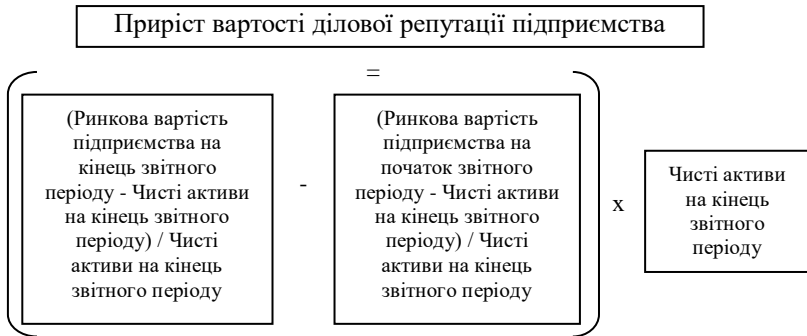 Приріст вартості ділової репутації підприємства
=
(Ринкова вартість
підприємства на
кінець звітного
періоду - Чисті активи
на кінець звітного
періоду) / Чисті
активи на кінець
звітного періоду
-
(Ринкова вартість
підприємства на
початок звітного
періоду - Чисті активи
на кінець звітного
періоду) / Чисті
активи на кінець
звітного періоду
х
Чисті активи
на кінець
звітного
періоду